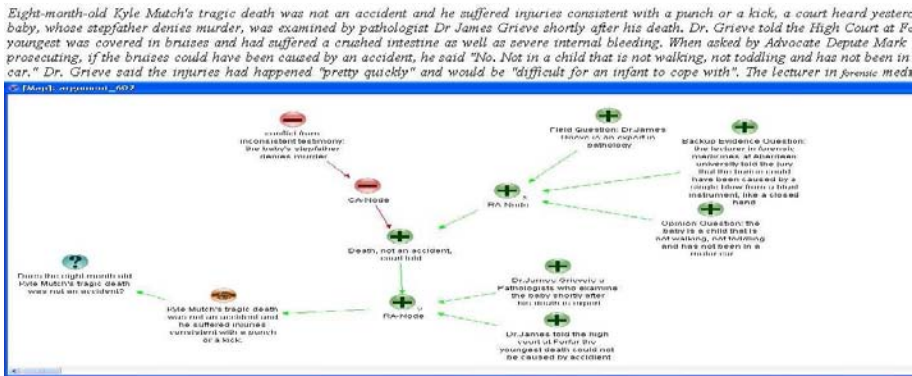 Eight-month-old Kyle Mutch's tragic death was not an accident and he suffered injuries consistent with a punch or a kick, a court heard
baby, whose stepfather denies murder, was examined by pathologist Dr James Grieve shortly after his death. Dr. Grieve told the High Court at
youngest was covered in bruises and had suffered a crushed intestine as well as severe internal bleeding. When asked by Advocate Depute Mark
prosecuting, if the bruises could have been caused by an accident, he said "No. Not in a child that is not walking, not toddling and has not been in
car." Dr. Grieve said the injuries had happened "pretty quickly" and would be "difficult for an infant to cope with". The lecturer in forensic
[Map]: argument_602
conflict from
inconsistent testimony:
the baby's stepfather
denies murder
CA-Node
Field Question: Dr.James
Grieve is an expert in
pathology
Backup Evidence Question:
the lecturer in forensic
medicines at Aberdeen
university told the jury
that the could
have been caused by a
single blow from a blunt
instrument, like a closed
hand
RA-Node
Opinion Question: the
baby is a child that is
not walking, not toddling
and has not been in a
motor car
Death, not an accident,
court told
Does the eight month old
Kyle Mutch's tragic death
was not an accident?
Kyle Mutch's tragic death
was not an accident and
he suffered injuries
consistent with a punch
or a kick.
RA-Node
Dr.James Grieve is a
Pathologists who examine
the baby shortly after
his death in
Dr.James told the high
court at Forfar the
youngest death could not
be caused by accident